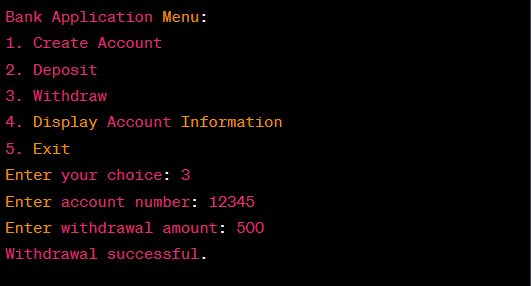 Bank Application Menu:
1. Create Account
2. Deposit
3. Withdraw
4. Display Account Information
5. Exit
Enter your choice: 3
Enter account number: 12345
Enter withdrawal amount: 500
Withdrawal successful.